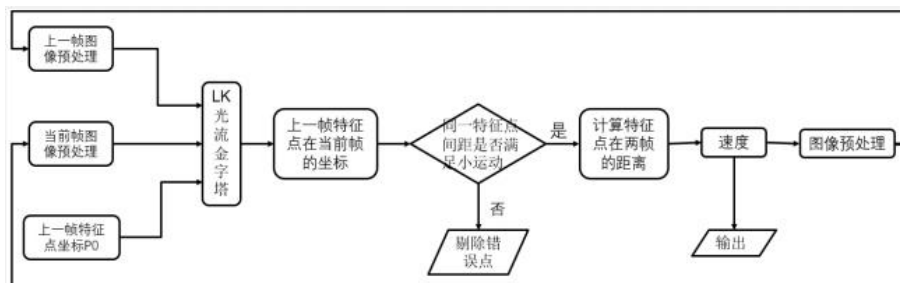 上一帧图
像预处理
当前帧图
像预处理
上一帧特征
点坐标P0
LK
光
流
金
字
塔
上一帧特征
点在当前帧
的坐标
同一特征点
间距是否满
足小运动
是
否
剔除错
误点
计算特征
点在两帧
的距离
速度
输出
图像预处理